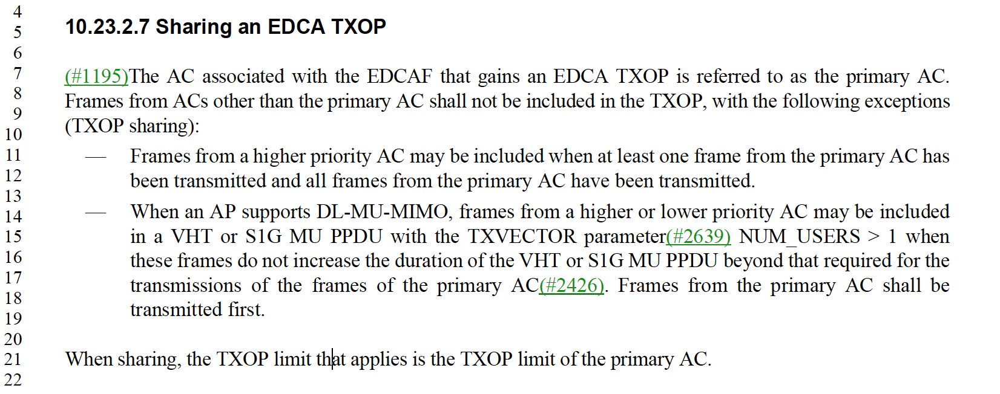 4
5 10.23.2.7 Sharing an EDCA TXOP
6
7 (#1195)The AC associated with the EDCAF that gains an EDCA TXOP is referred to as the primary AC.
8 Frames from ACs other than the primary AC shall not be included in the TXOP, with the following exceptions
9
10 (TXOP sharing):
11 — Frames from a higher priority AC may be included when at least one frame from the primary AC has
12 been transmitted and all frames from the primary AC have been transmitted.
13
14 — When an AP supports DL-MU-MIMO, frames from a higher or lower priority AC may be included
15 in a VHT or S1G MU PPDU with the TXVECTOR parameter(#2639) NUM_USERS > 1 when
16 these frames do not increase the duration of the VHT or S1G MU PPDU beyond that required for the
17 transmissions of the frames of the primary AC(#2426). Frames from the primary AC shall be
18
19 transmitted first.
20
21 When sharing, the TXOP limit that applies is the TXOP limit of the primary AC.
22